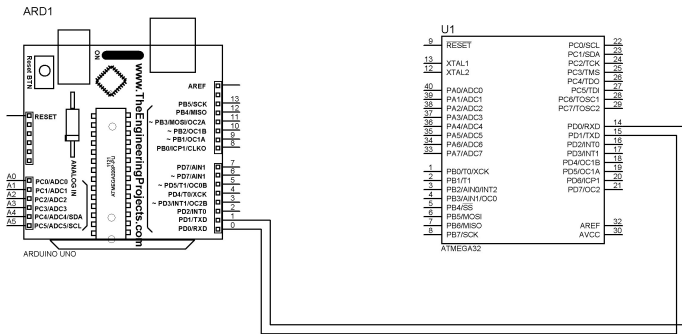 ARD1
Reset BTN
ON
www.TheEngineeringProjects.com
RESET
ANALOG IN
AREF
PB5/SCK 13
PB4/MISO 12
~ PB3/MOSI/OC2A 11
~ PB2/OC1B 10
~ PB1/OC1A 9
PB0/ICP1/CLKO 8
PD7/AIN1 7
~ PD7/AIN1 6
~ PD5/T1/OC0B 5
PD4/T0/XCK 4
~ PD3/INT1/OC2B 3
PD2/INT0 2
PD1/TXD 1
PD0/RXD 0
A0 PC0/ADC0
A1 PC1/ADC1
A2 PC2/ADC2
A3 PC3/ADC3
A4 PC4/ADC4/SDA
A5 PC5/ADC5/SCL
ARDUINO UNO
U1
9 RESET
13 XTAL1
12 XTAL2
40 PA0/ADC0
39 PA1/ADC1
38 PA2/ADC2
37 PA3/ADC3
36 PA4/ADC4
35 PA5/ADC5
34 PA6/ADC6
33 PA7/ADC7
1 PB0/T0/XCK
2 PB1/T1
3 PB2/AIN0/INT2
4 PB3/AIN1/OC0
5 PB4/SS
6 PB5/MOSI
7 PB6/MISO
8 PB7/SCK
PC0/SCL 22
PC1/SDA 23
PC2/TCK 24
PC3/TMS 25
PC4/TDO 26
PC5/TDI 27
PC6/TOSC1 28
PC7/TOSC2 29
PD0/RXD 14
PD1/TXD 15
PD2/INT0 16
PD3/INT1 17
PD4/OC1B 18
PD5/OC1A 19
PD6/ICP1 20
PD7/OC2 21
AREF 32
AVCC 30
ATMEGA32